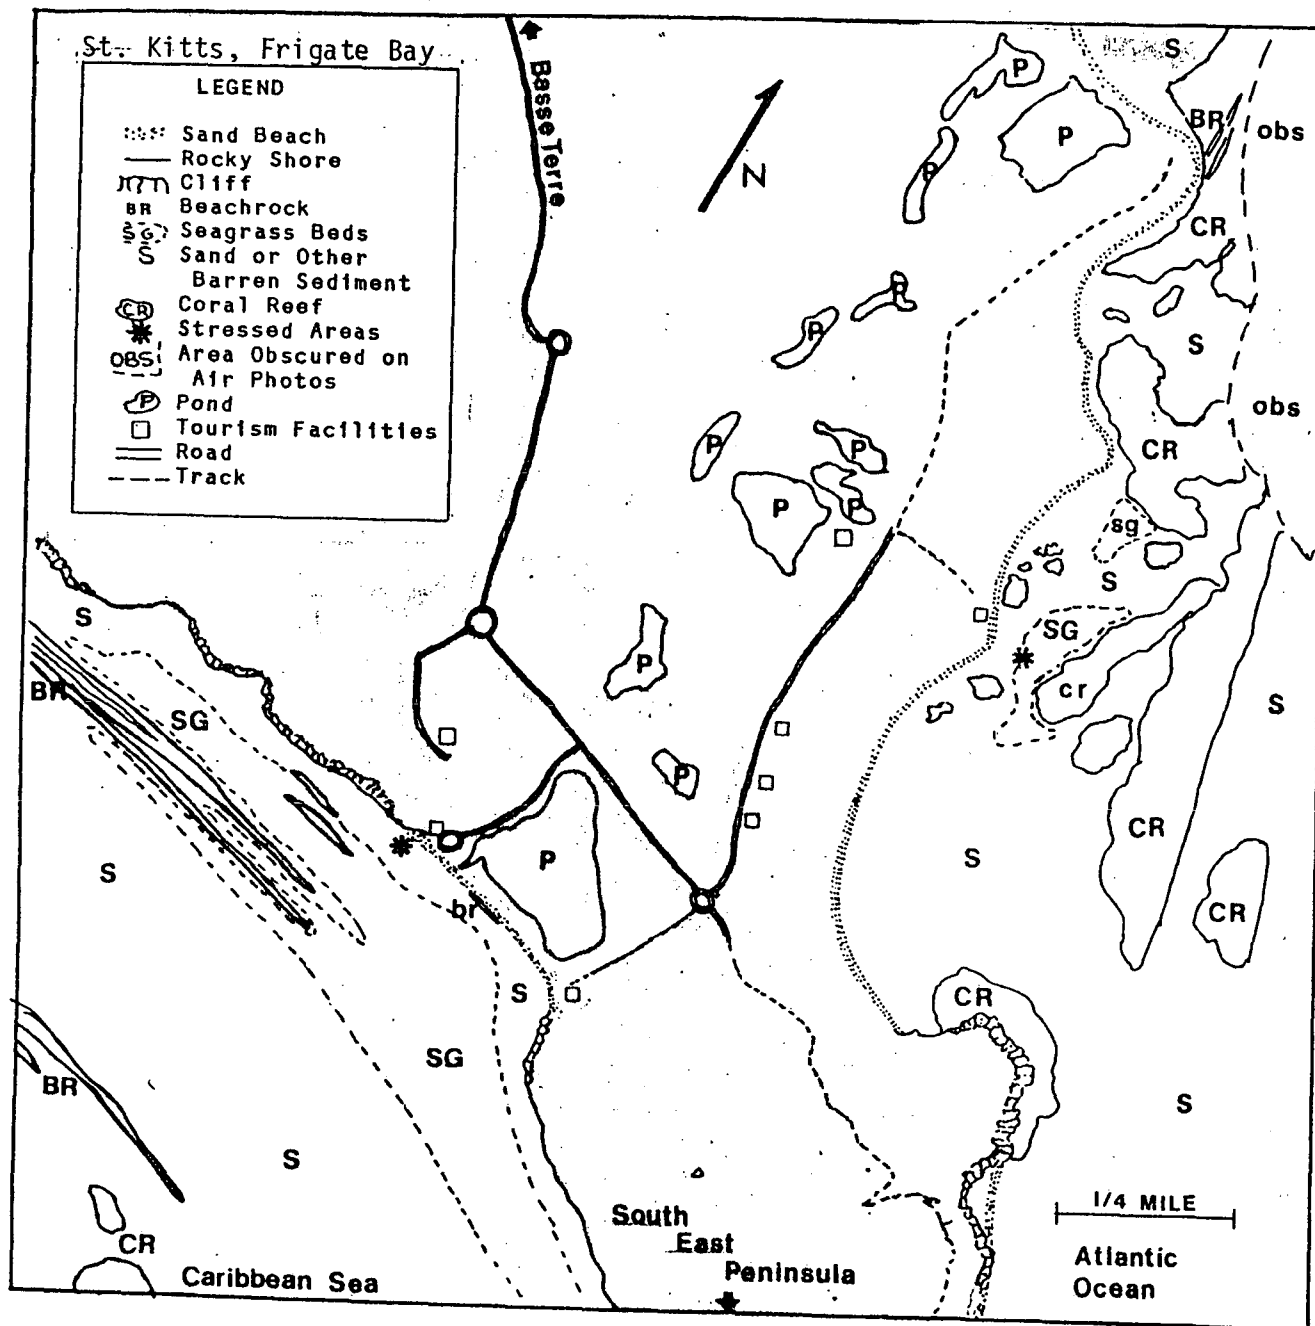 St. Kitts, Frigate Bay
LEGEND
Sand Beach
Rocky Shore
Cliff
BR Beachrock
SG Seagrass Beds
S Sand or Other
Barren Sediment
CR Coral Reef
Stressed Areas
OBS Area Obscured on
Air Photos
P Pond
Tourism Facilities
Road
Track
Basse Terre
N
P
P
P
S
BR
obs
CR
P
P
S
obs
CR
P
P
P
P
sg
S
SG
cr
S
P
S
BR
SG
P
CR
S
S
P
CR
br
S
CR
SG
BR
S
S
1/4 MILE
South
East
Peninsula
Atlantic
Ocean
CR
Caribbean Sea